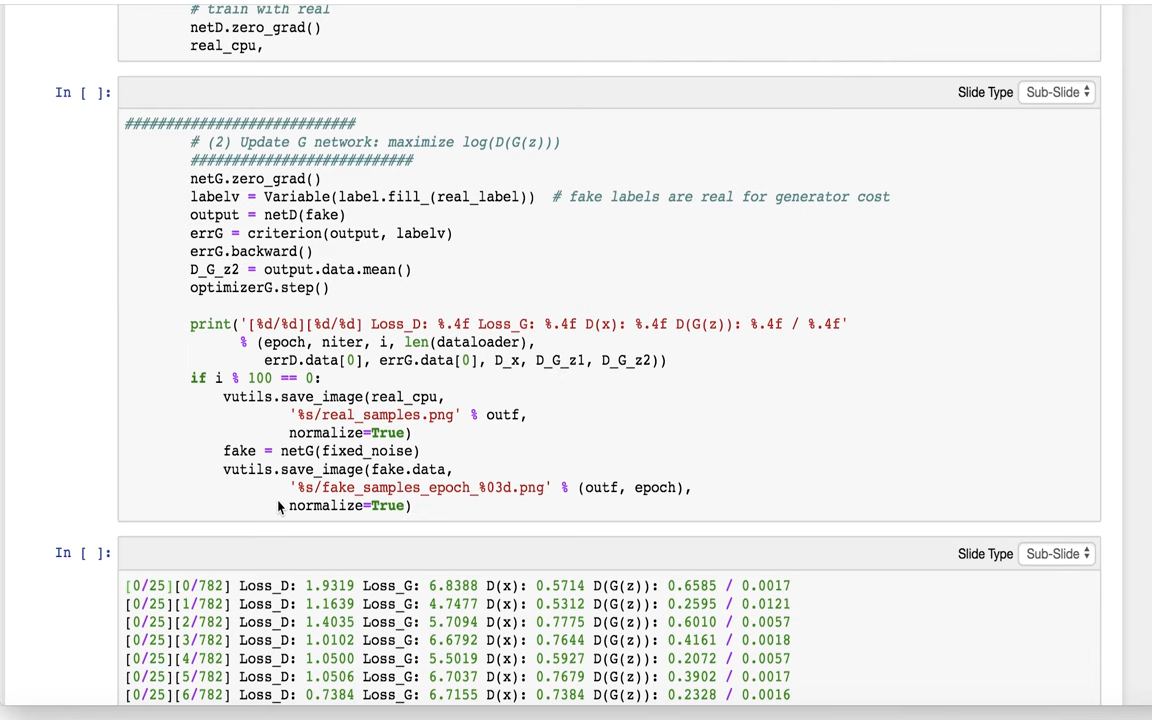 # train with real
netD.zero_grad()
real_cpu,
In [ ]:
Slide Type Sub-Slide
############################
# (2) Update G network: maximize log(D(G(z)))
###########################
netG.zero_grad()
labelv = Variable(label.fill_(real_label))  # fake labels are real for generator cost
output = netD(fake)
errG = criterion(output, labelv)
errG.backward()
D_G_z2 = output.data.mean()
optimizerG.step()
print('[%d/%d][%d/%d] Loss_D: %.4f Loss_G: %.4f D(x): %.4f D(G(z)): %.4f / %.4f'
% (epoch, niter, i, len(dataloader),
errD.data[0], errG.data[0], D_x, D_G_z1, D_G_z2))
if i % 100 == 0:
vutils.save_image(real_cpu,
'%s/real_samples.png' % outf,
normalize=True)
fake = netG(fixed_noise)
vutils.save_image(fake.data,
'%s/fake_samples_epoch_%03d.png' % (outf, epoch),
normalize=True)
In [ ]:
Slide Type Sub-Slide
[0/25][0/782] Loss_D: 1.9319 Loss_G: 6.8388 D(x): 0.5714 D(G(z)): 0.6585 / 0.0017
[0/25][1/782] Loss_D: 1.1639 Loss_G: 4.7477 D(x): 0.5312 D(G(z)): 0.2595 / 0.0121
[0/25][2/782] Loss_D: 1.4035 Loss_G: 5.7094 D(x): 0.7775 D(G(z)): 0.6010 / 0.0057
[0/25][3/782] Loss_D: 1.0102 Loss_G: 6.6792 D(x): 0.7644 D(G(z)): 0.4161 / 0.0018
[0/25][4/782] Loss_D: 1.0500 Loss_G: 5.5019 D(x): 0.5927 D(G(z)): 0.2072 / 0.0057
[0/25][5/782] Loss_D: 1.0506 Loss_G: 6.7037 D(x): 0.7679 D(G(z)): 0.3902 / 0.0017
[0/25][6/782] Loss_D: 0.7384 Loss_G: 6.7155 D(x): 0.7384 D(G(z)): 0.2328 / 0.0016